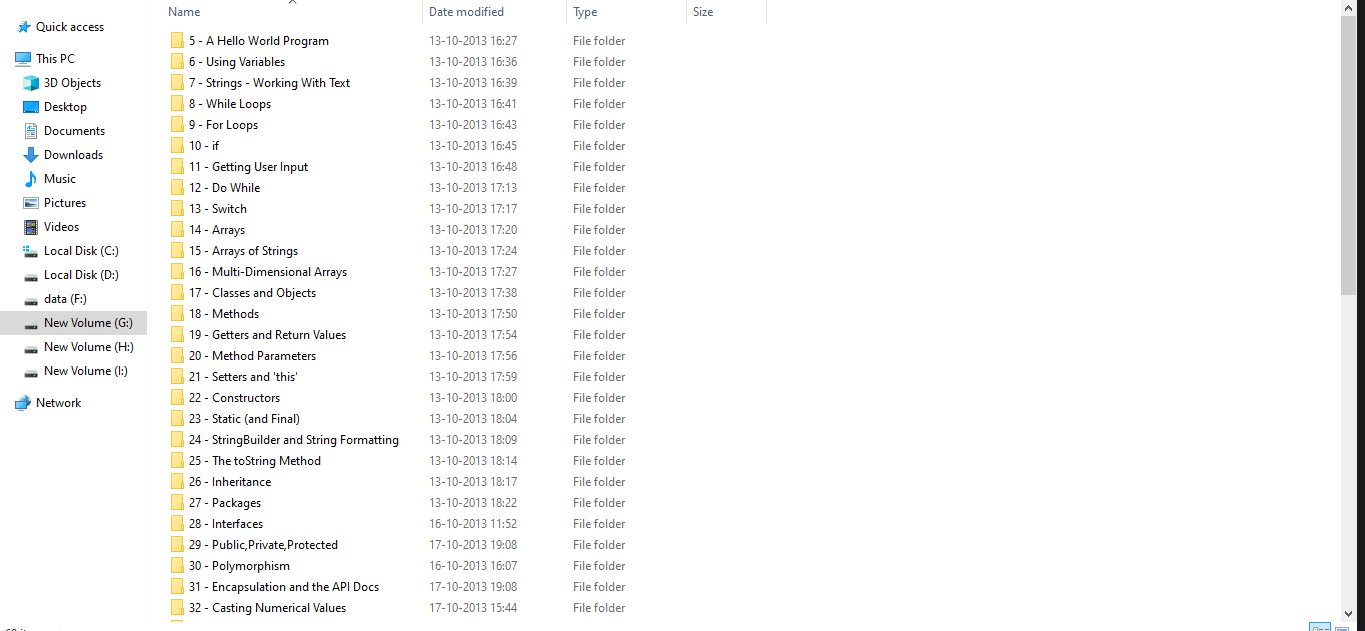 Name Date modified Type Size
Quick access
This PC
3D Objects
Desktop
Documents
Downloads
Music
Pictures
Videos
Local Disk (C:)
Local Disk (D:)
data (F:)
New Volume (G:)
New Volume (H:)
New Volume (I:)
Network
5 - A Hello World Program 13-10-2013 16:27 File folder
6 - Using Variables 13-10-2013 16:36 File folder
7 - Strings - Working With Text 13-10-2013 16:39 File folder
8 - While Loops 13-10-2013 16:41 File folder
9 - For Loops 13-10-2013 16:43 File folder
10 - if 13-10-2013 16:45 File folder
11 - Getting User Input 13-10-2013 16:48 File folder
12 - Do While 13-10-2013 17:13 File folder
13 - Switch 13-10-2013 17:17 File folder
14 - Arrays 13-10-2013 17:20 File folder
15 - Arrays of Strings 13-10-2013 17:24 File folder
16 - Multi-Dimensional Arrays 13-10-2013 17:27 File folder
17 - Classes and Objects 13-10-2013 17:38 File folder
18 - Methods 13-10-2013 17:50 File folder
19 - Getters and Return Values 13-10-2013 17:54 File folder
20 - Method Parameters 13-10-2013 17:56 File folder
21 - Setters and 'this' 13-10-2013 17:59 File folder
22 - Constructors 13-10-2013 18:00 File folder
23 - Static (and Final) 13-10-2013 18:04 File folder
24 - StringBuilder and String Formatting 13-10-2013 18:09 File folder
25 - The toString Method 13-10-2013 18:14 File folder
26 - Inheritance 13-10-2013 18:17 File folder
27 - Packages 13-10-2013 18:22 File folder
28 - Interfaces 16-10-2013 11:52 File folder
29 - Public,Private,Protected 17-10-2013 19:08 File folder
30 - Polymorphism 16-10-2013 16:07 File folder
31 - Encapsulation and the API Docs 17-10-2013 19:08 File folder
32 - Casting Numerical Values 17-10-2013 15:44 File folder